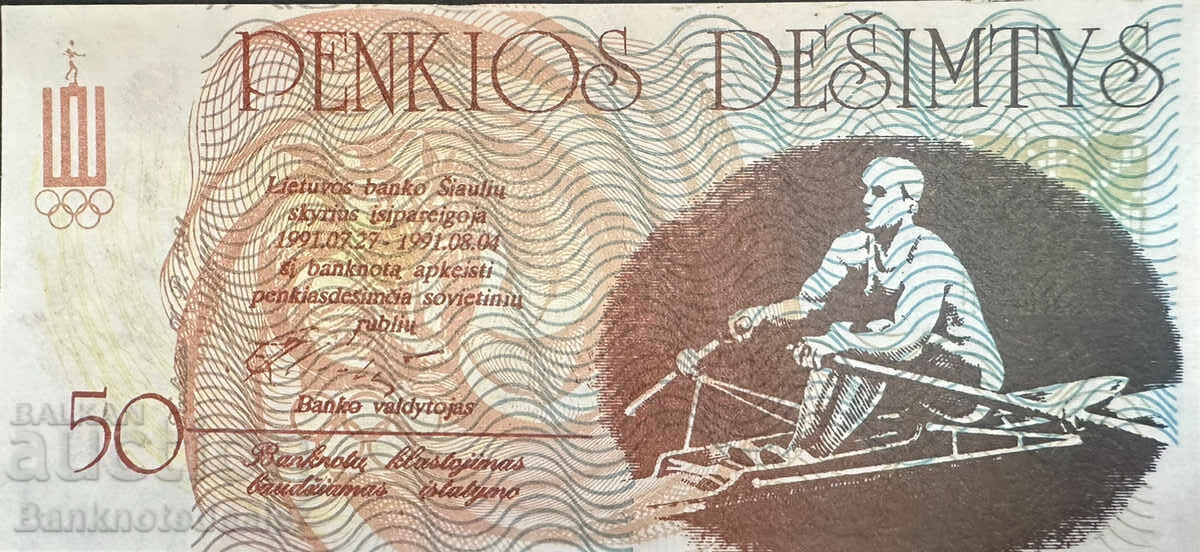 PENKIOS DEŠIMTYS
Lietuvos banko Šiaulių
skyrius įsipareigoja
1991.07.27 - 1991.08.04
šį banknotą apkeisti
penkiasdešimčia sovietinių
rublių
Banko valdytojas
50
Banknotų klastojimas
baudžiamas įstatymo
BALKAN
auct